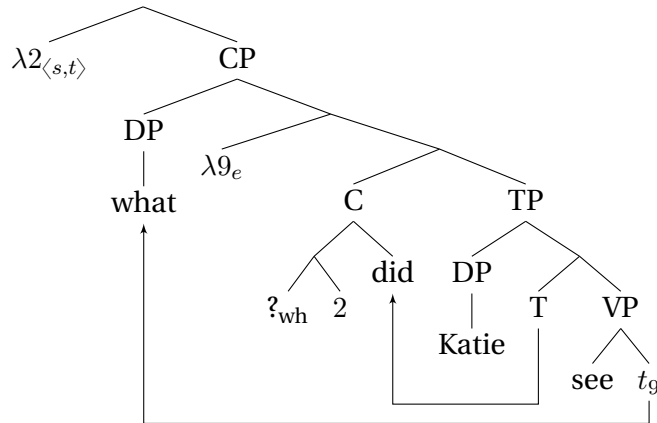 λ2⟨s,t⟩ CP
DP λ9e
what C TP
?wh 2 did DP T VP
Katie see t9